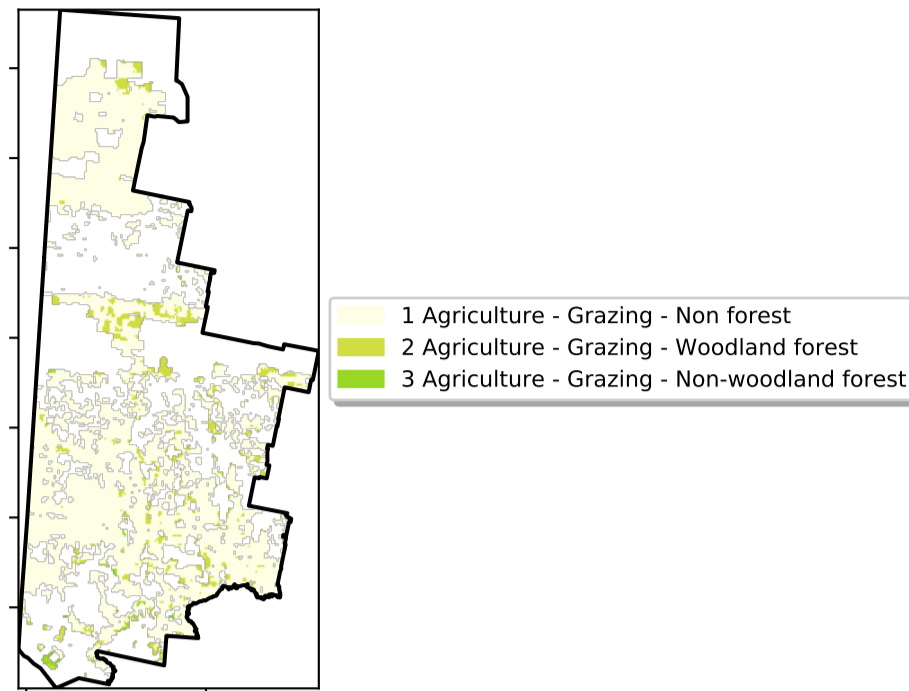 1 Agriculture - Grazing - Non forest
2 Agriculture - Grazing - Woodland forest
3 Agriculture - Grazing - Non-woodland forest